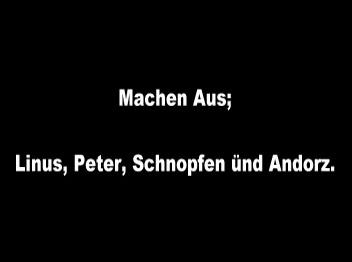 Machen Aus;
Linus, Peter, Schnopfen ünd Andorz.